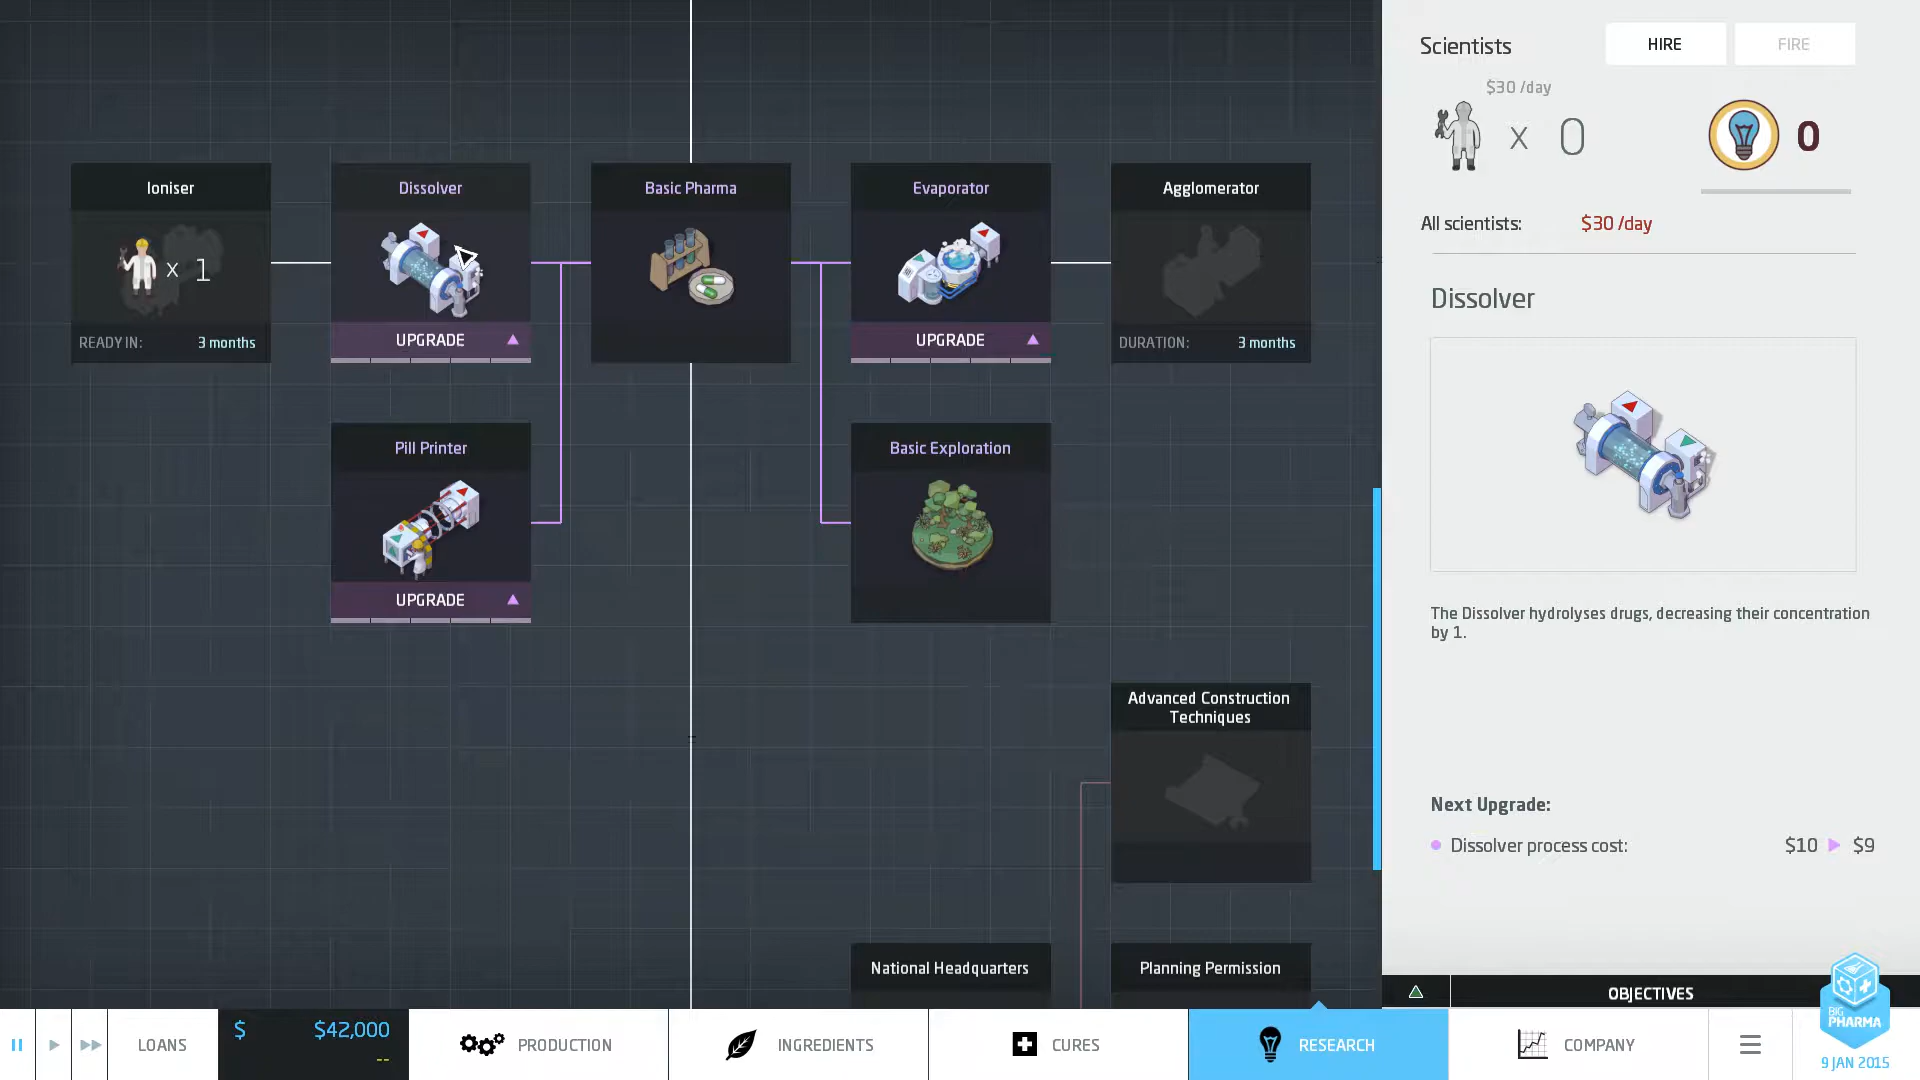 Scientists
HIRE
FIRE
$30 /day
X 0
0
All scientists:
$30 /day
Ioniser
x 1
READY IN:
3 months
Dissolver
UPGRADE
Basic Pharma
Evaporator
UPGRADE
Agglomerator
DURATION:
3 months
Pill Printer
UPGRADE
Basic Exploration
Advanced Construction
Techniques
National Headquarters
Planning Permission
Dissolver
The Dissolver hydrolyses drugs, decreasing their concentration
by 1.
Next Upgrade:
Dissolver process cost:
$10
$9
OBJECTIVES
LOANS
$
$42,000
--
PRODUCTION
INGREDIENTS
CURES
RESEARCH
COMPANY
BIG
PHARMA
9 JAN 2015